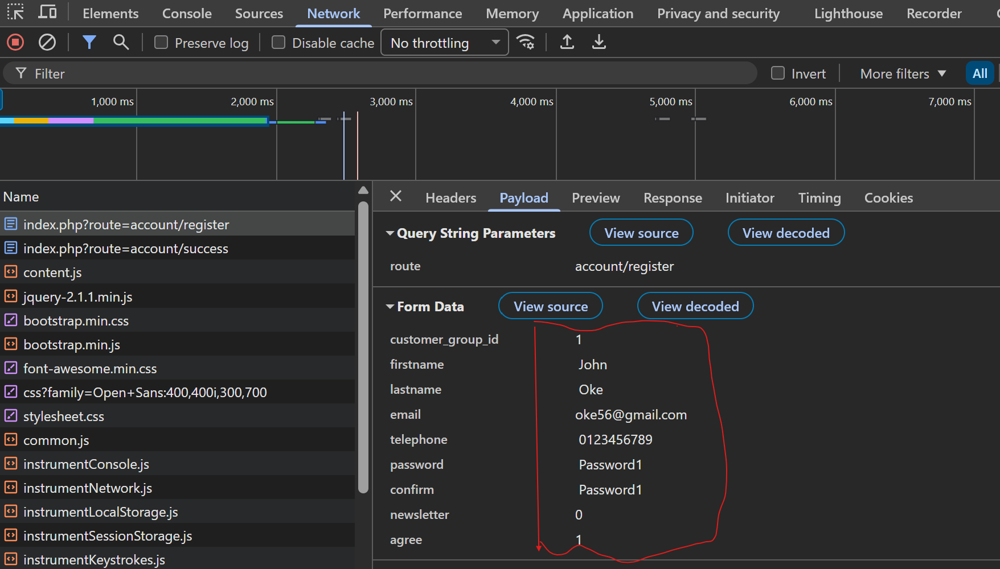 Elements Console Sources Network Performance Memory Application Privacy and security Lighthouse Recorder
Preserve log Disable cache No throttling
Filter Invert More filters All
1,000 ms 2,000 ms 3,000 ms 4,000 ms 5,000 ms 6,000 ms 7,000 ms
Name
index.php?route=account/register
index.php?route=account/success
content.js
jquery-2.1.1.min.js
bootstrap.min.css
bootstrap.min.js
font-awesome.min.css
css?family=Open+Sans:400,400i,300,700
stylesheet.css
common.js
instrumentConsole.js
instrumentNetwork.js
instrumentLocalStorage.js
instrumentSessionStorage.js
instrumentKeystrokes.js
Headers Payload Preview Response Initiator Timing Cookies
Query String Parameters View source View decoded
route account/register
Form Data View source View decoded
customer_group_id 1
firstname John
lastname Oke
email oke56@gmail.com
telephone 0123456789
password Password1
confirm Password1
newsletter 0
agree 1